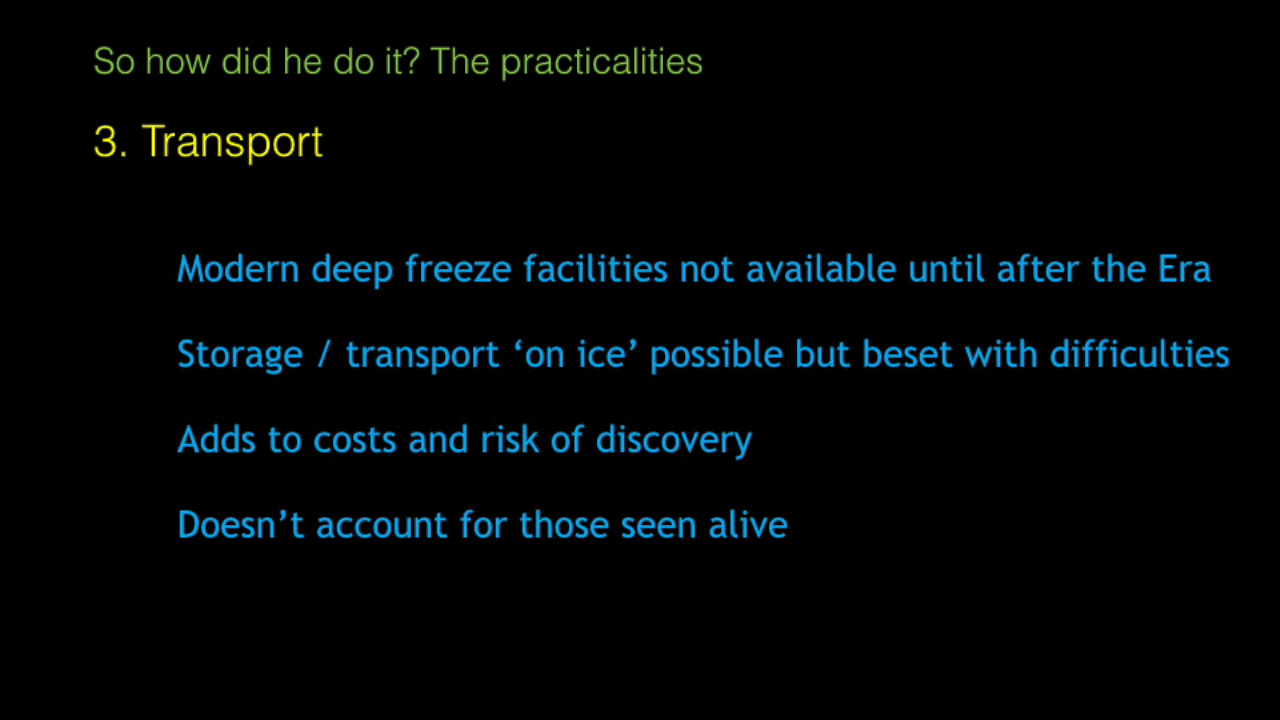 So how did he do it? The practicalities
3. Transport
Modern deep freeze facilities not available until after the Era
Storage / transport ‘on ice’ possible but beset with difficulties
Adds to costs and risk of discovery
Doesn’t account for those seen alive